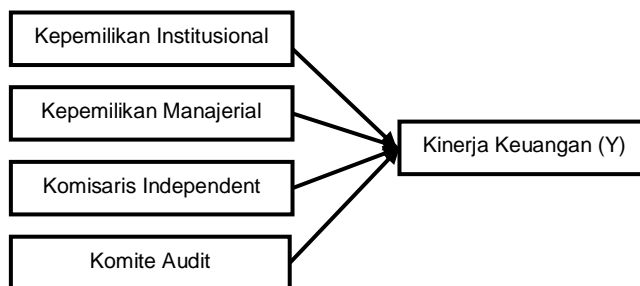 Kepemilikan Institusional
Kepemilikan Manajerial
Kinerja Keuangan (Y)
Komisaris Independent
Komite Audit